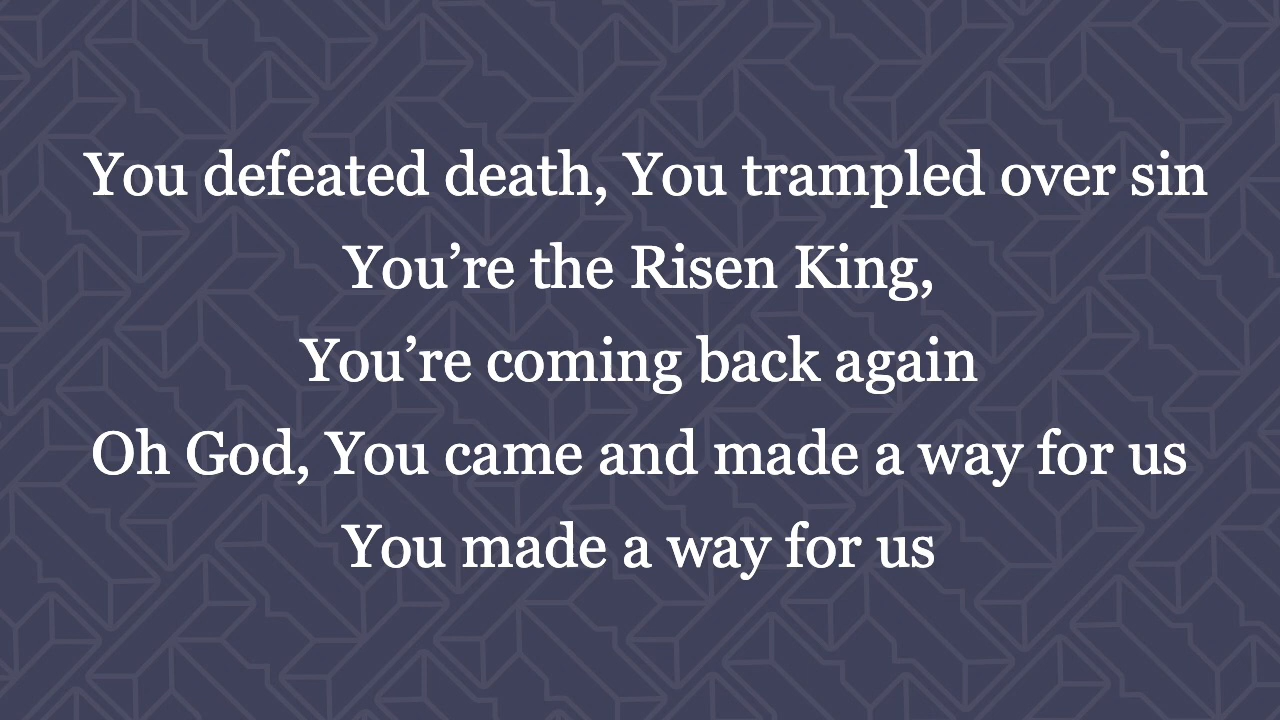 You defeated death, You trampled over sin
You’re the Risen King,
You’re coming back again
Oh God, You came and made a way for us
You made a way for us